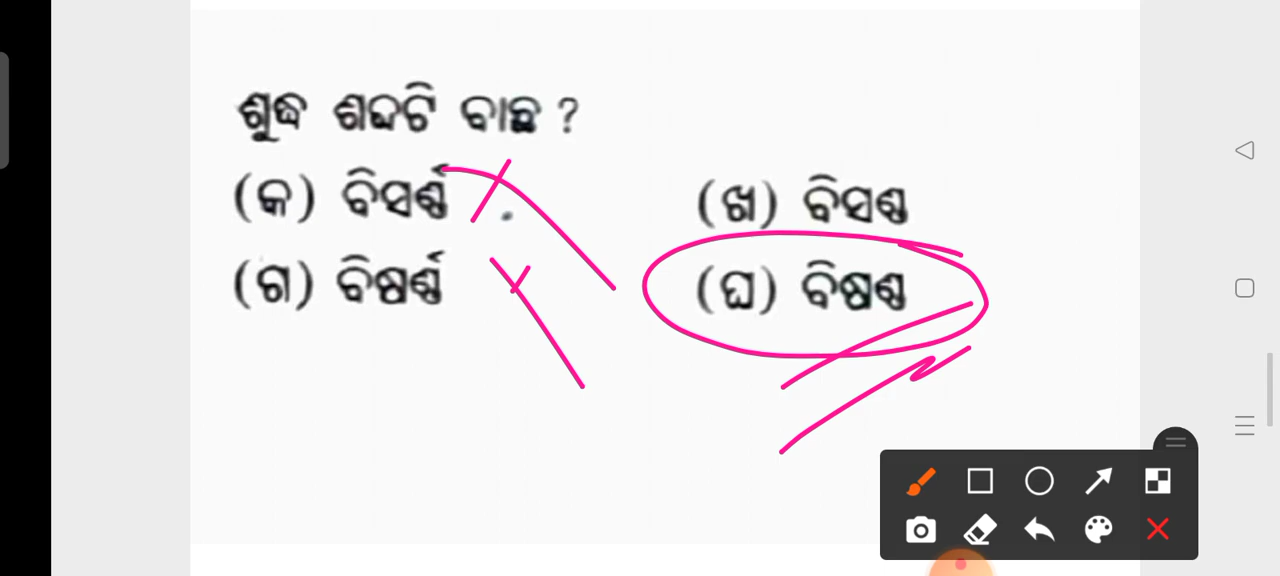 ଶୁଦ୍ଧ ଶବ୍ଦଟି ବାଛ ?
(କ) ବିସର୍ଣ୍ଣ (ଖ) ବିସଣ୍ଣ
(ଗ) ବିଷର୍ଣ୍ଣ (ଘ) ବିଷଣ୍ଣ